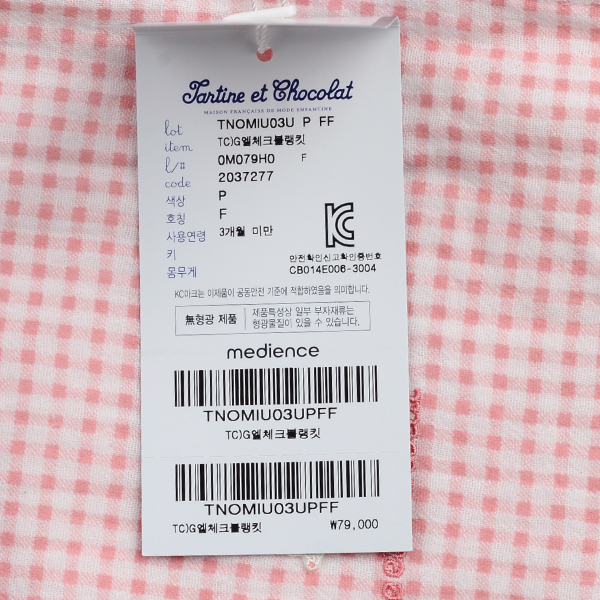 Tartine et Chocolat
MAISON FRANÇAISE DE MODE ENFANTINE
lot TNOMIU03U P FF
item TC)G엘체크블랭킷
l/# 0M079H0 F
code 2037277
색상 P
호칭 F
사용연령 3개월 미만
키
몸무게
안전확인신고확인증번호
CB014E006-3004
KC마크는 이제품이 공동안전 기준에 적합하였음을 의미합니다.
無형광 제품 제품특성상 일부 부자재류는
형광물질이 있을 수 있습니다.
medience
TNOMIU03UPFF
TC)G엘체크블랭킷
TNOMIU03UPFF
TC)G엘체크블랭킷 ₩79,000